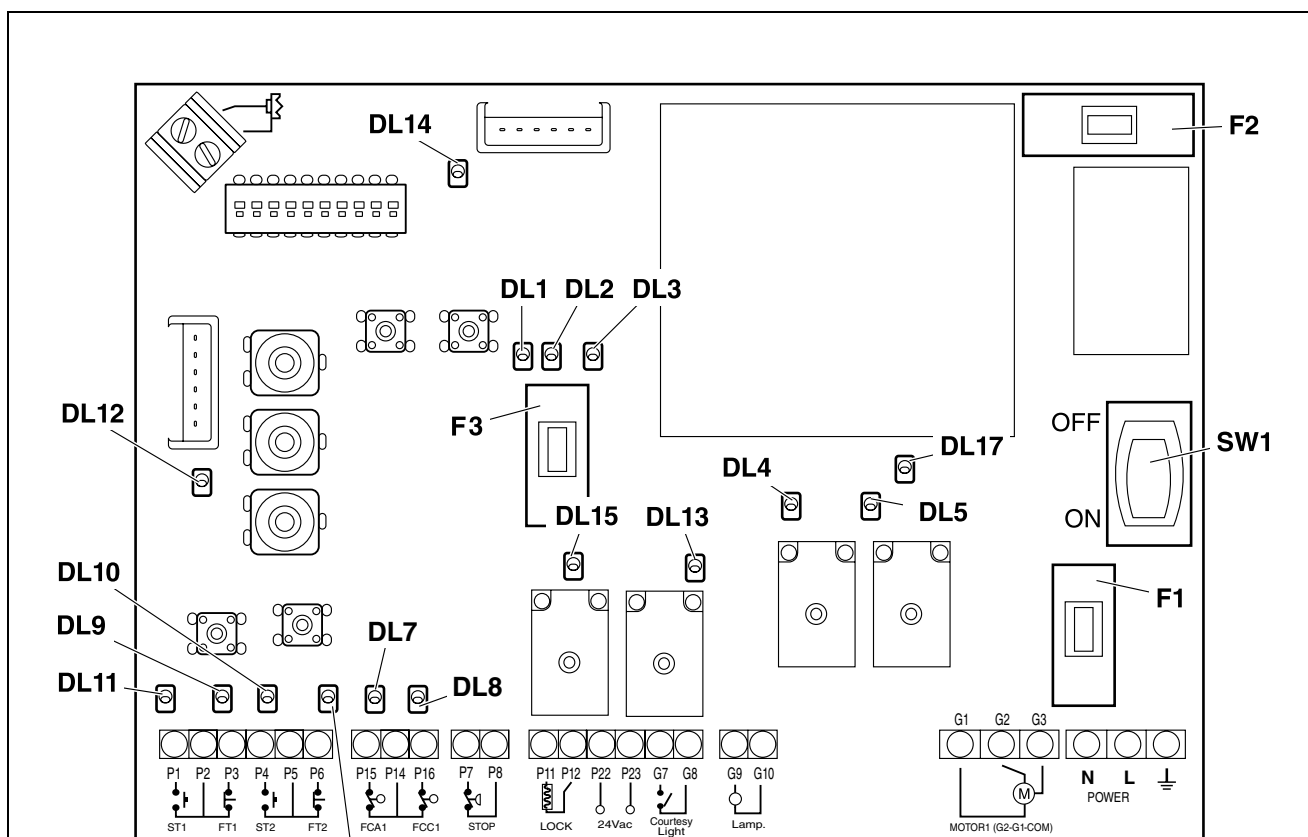 DL14
F2
DL1 DL2 DL3
DL12
F3
OFF
SW1
DL17
DL4
DL5
ON
DL15 DL13
DL10
F1
DL9
DL7
DL11
DL8
G1 G2 G3
P1 P2 P3 P4 P5 P6 P15 P14 P16 P7 P8 P11 P12 P22 P23 G7 G8 G9 G10
N L
POWER
M
ST1 FT1 ST2 FT2 FCA1 FCC1 STOP LOCK 24Vac Courtesy Light Lamp. MOTOR1 (G2-G1-COM)